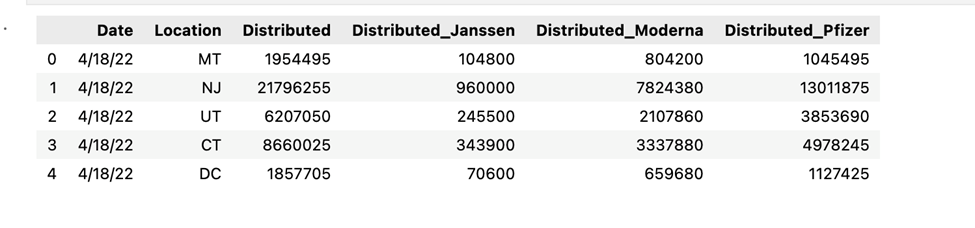 Date Location Distributed Distributed_Janssen Distributed_Moderna Distributed_Pfizer
0 4/18/22 MT 1954495 104800 804200 1045495
1 4/18/22 NJ 21796255 960000 7824380 13011875
2 4/18/22 UT 6207050 245500 2107860 3853690
3 4/18/22 CT 8660025 343900 3337880 4978245
4 4/18/22 DC 1857705 70600 659680 1127425